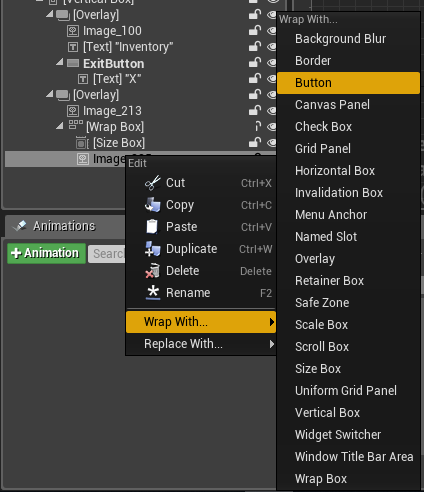 [Vertical Box]
[Overlay]
Image_100
[Text] "Inventory"
ExitButton
[Text] "X"
[Overlay]
Image_213
[Wrap Box]
[Size Box]
Image_
Edit
Cut Ctrl+X
Copy Ctrl+C
Paste Ctrl+V
Duplicate Ctrl+W
Delete Delete
Rename F2
Wrap With...
Replace With...
Animations
+ Animation
Search
Wrap With...
Background Blur
Border
Button
Canvas Panel
Check Box
Grid Panel
Horizontal Box
Invalidation Box
Menu Anchor
Named Slot
Overlay
Retainer Box
Safe Zone
Scale Box
Scroll Box
Size Box
Uniform Grid Panel
Vertical Box
Widget Switcher
Window Title Bar Area
Wrap Box